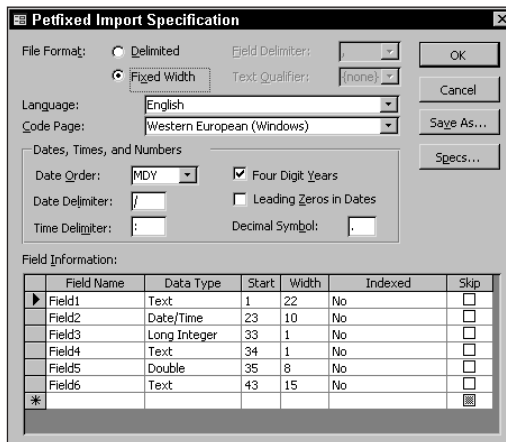 Petfixed Import Specification
File Format: Delimited Field Delimiter: , OK
Fixed Width Text Qualifier: {none}
Cancel
Language: English
Code Page: Western European (Windows) Save As...
Dates, Times, and Numbers
Specs...
Date Order: MDY Four Digit Years
Date Delimiter: / Leading Zeros in Dates
Time Delimiter: : Decimal Symbol: .
Field Information:
Field Name Data Type Start Width Indexed Skip
Field1 Text 1 22 No
Field2 Date/Time 23 10 No
Field3 Long Integer 33 1 No
Field4 Text 34 1 No
Field5 Double 35 8 No
Field6 Text 43 15 No